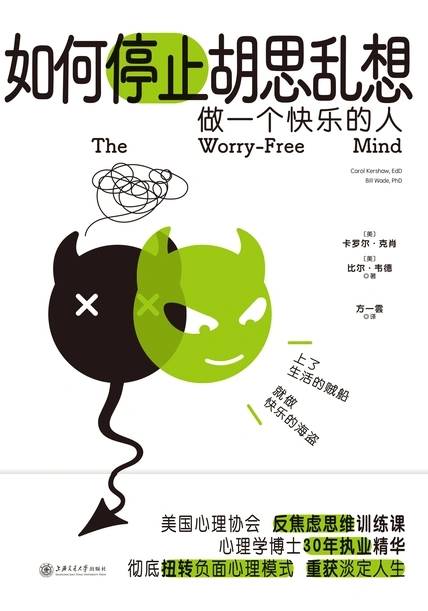 如何停止胡思乱想
做一个快乐的人
The Worry-Free Mind
Carol Kershaw, EdD
Bill Wade, PhD
［美］
卡罗尔·克肖
［美］
比尔·韦德
◎著
方一雲
◎译
上了
生活的贼船
就做
快乐的海盗
美国心理协会 反焦虑思维训练课
心理学博士30年执业精华
彻底扭转负面心理模式 重获淡定人生
上海交通大学出版社
SHANGHAI JIAO TONG UNIVERSITY PRESS